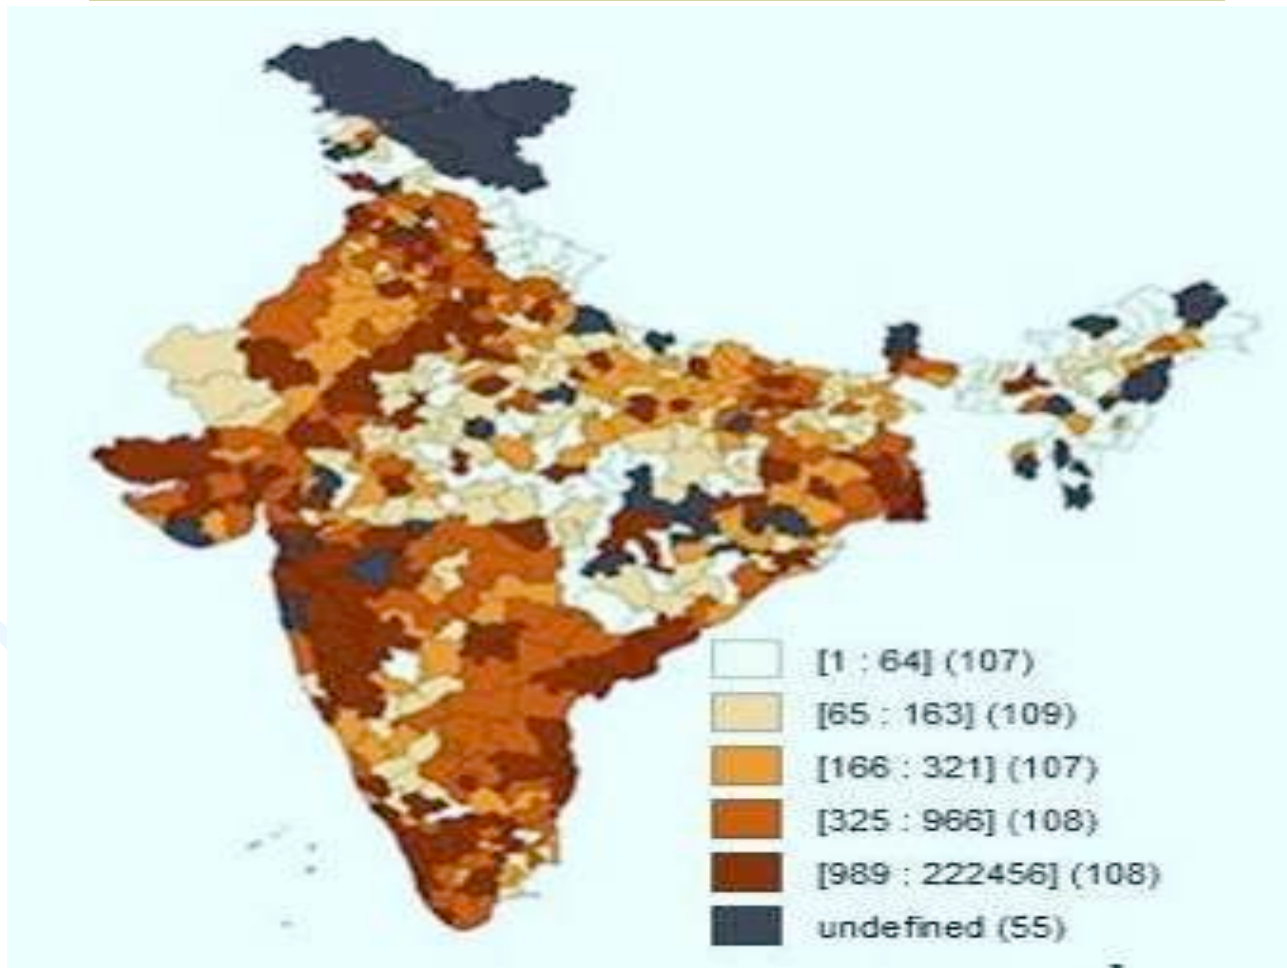 [1 : 64] (107)
[65 : 163] (109)
[166 : 321] (107)
[325 : 966] (108)
[989 : 222456] (108)
undefined (55)